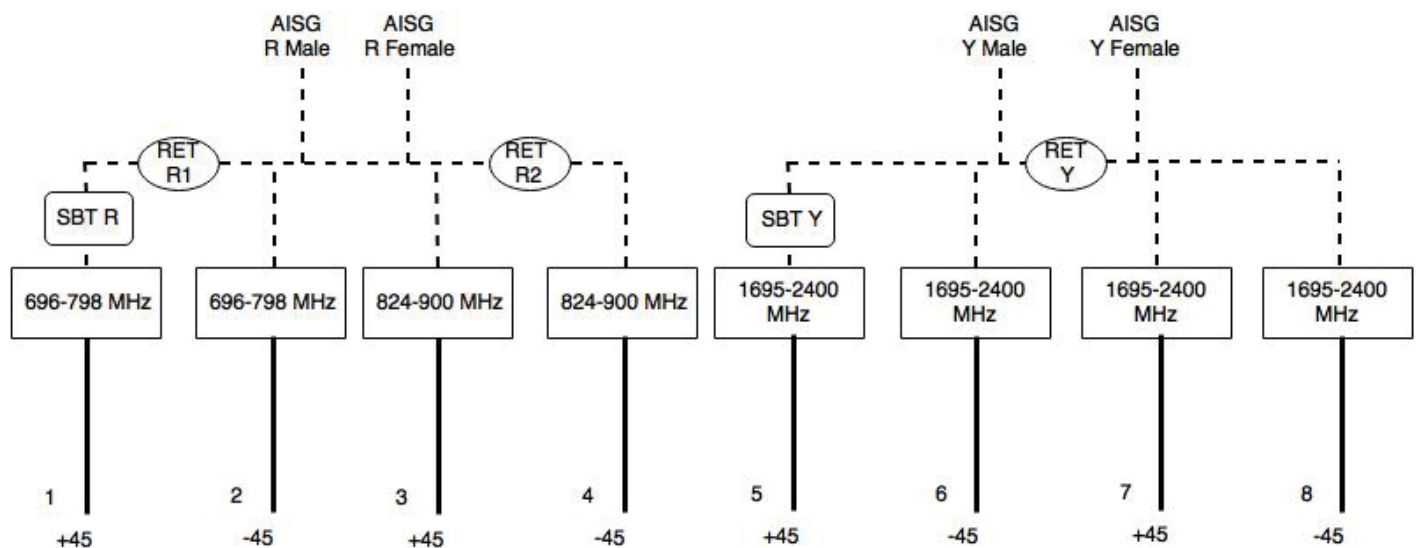 AISG
R Male
AISG
R Female
AISG
Y Male
AISG
Y Female
RET
R1
RET
R2
RET
Y
SBT R
SBT Y
696-798 MHz
696-798 MHz
824-900 MHz
824-900 MHz
1695-2400
MHz
1695-2400
MHz
1695-2400
MHz
1695-2400
MHz
1
2
3
4
5
6
7
8
+45
-45
+45
-45
+45
-45
+45
-45